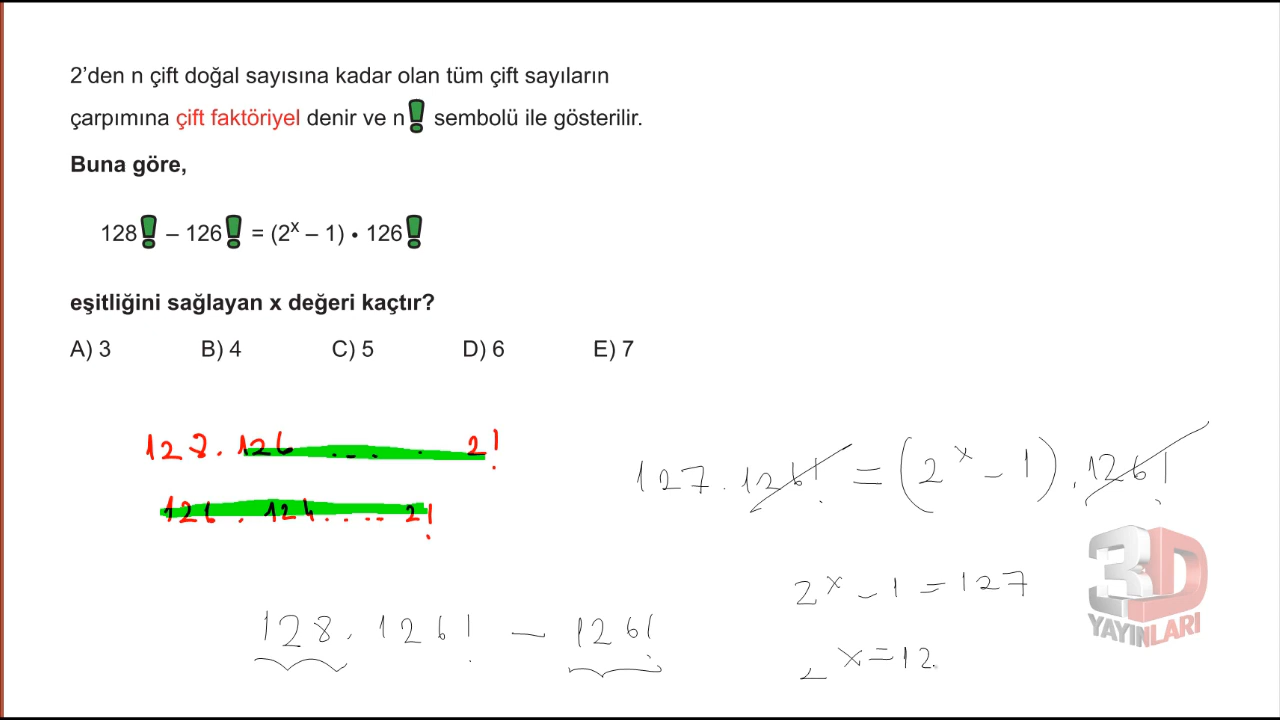 2'den n çift doğal sayısına kadar olan tüm çift sayıların
çarpımına çift faktöriyel denir ve n! sembolü ile gösterilir.
Buna göre,
128! – 126! = (2ˣ – 1) • 126!
eşitliğini sağlayan x değeri kaçtır?
A) 3 B) 4 C) 5 D) 6 E) 7
128. 126 ... . 2!
126 . 124 .... 2!
128. 126! – 126!
127. 126! = (2ˣ – 1) . 126!
2ˣ – 1 = 127
2ˣ = 12
3D
YAYINLARI